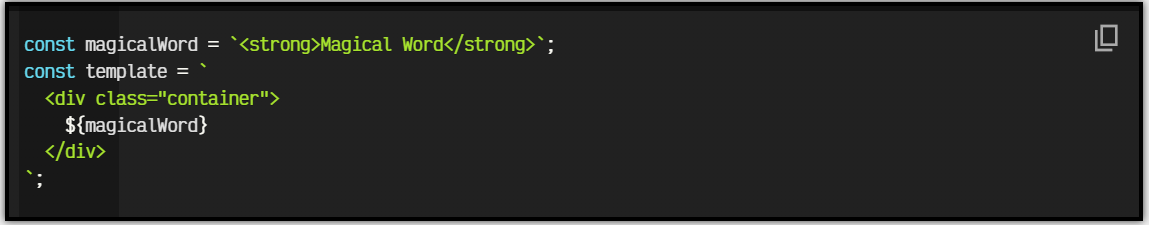 const magicalWord = `<strong>Magical Word</strong>`;
const template = `
  <div class="container">
    ${magicalWord}
  </div>
`;